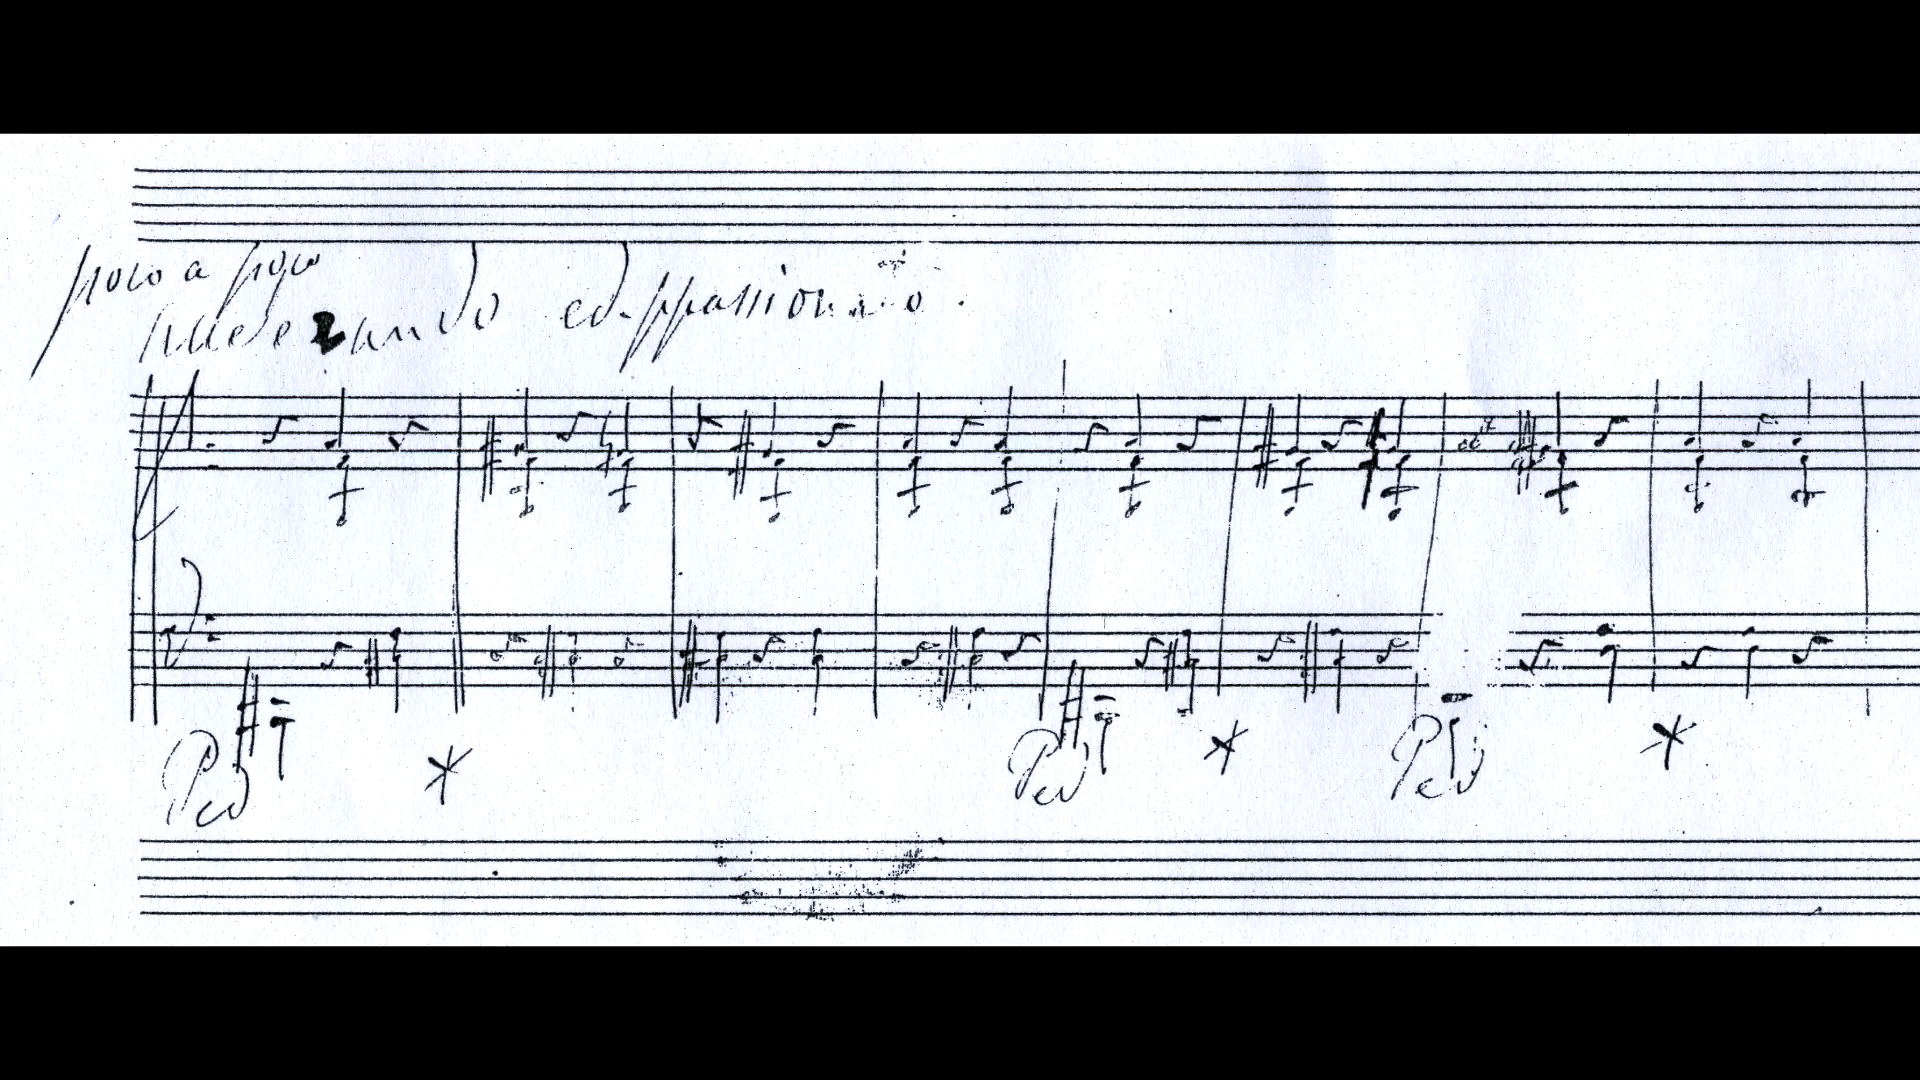 poco a poco
accelerando ed appassionato.
Ped Ped Ped